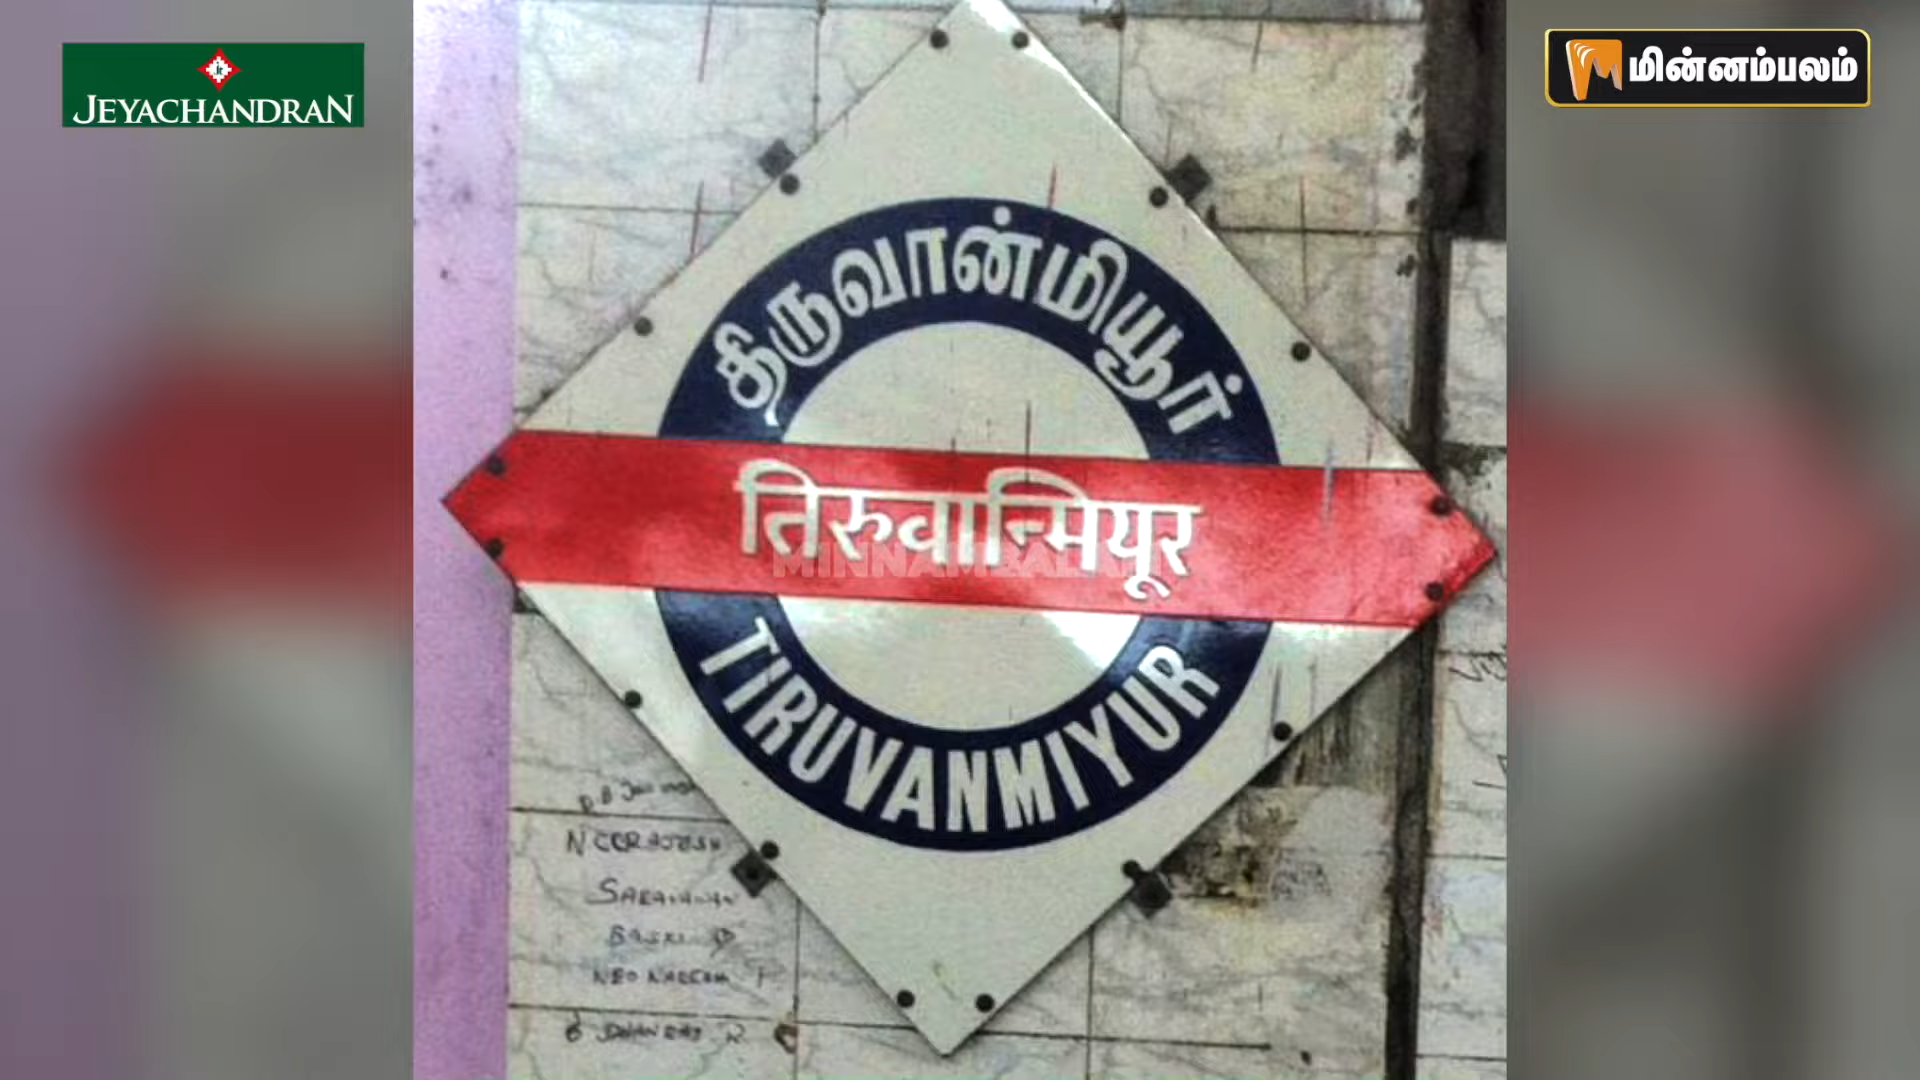 JEYACHANDRAN
மின்னம்பலம்
திருவான்மியூர்
तिरुवान्मियूर
MINNAMBALAM
TIRUVANMIYUR